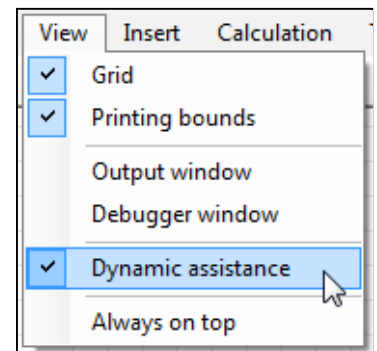 View Insert Calculation
Grid
Printing bounds
Output window
Debugger window
Dynamic assistance
Always on top